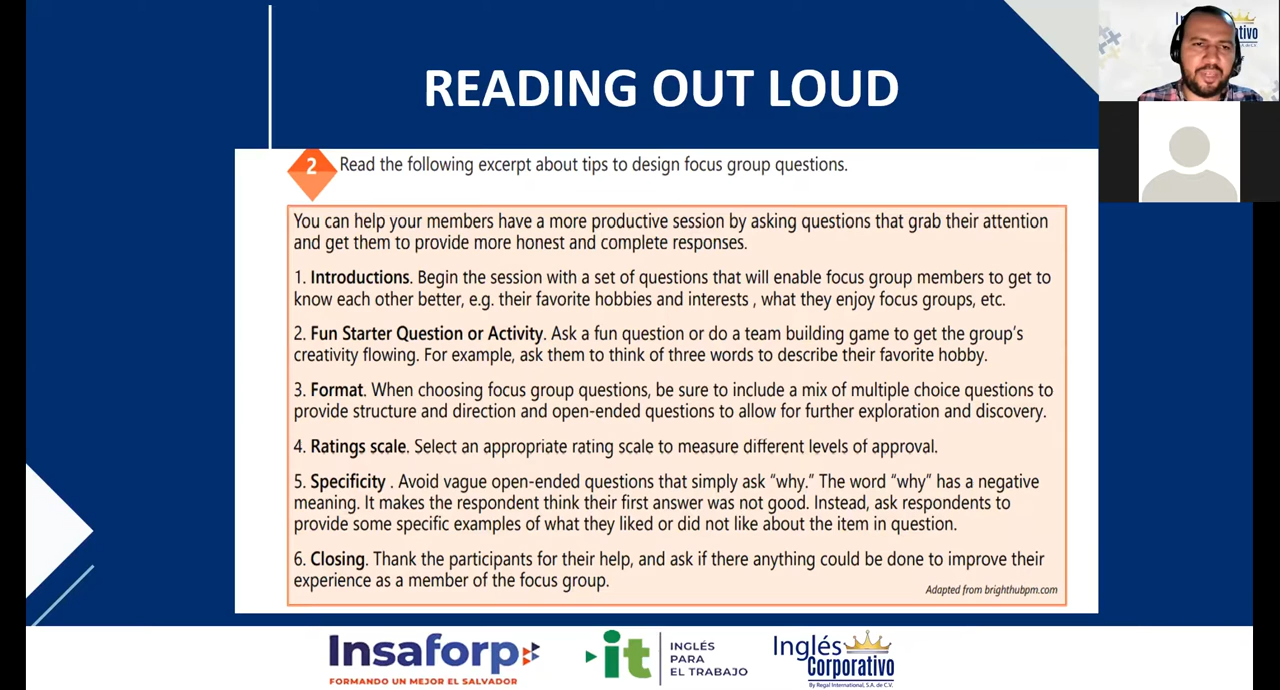 READING OUT LOUD
2
Read the following excerpt about tips to design focus group questions.
You can help your members have a more productive session by asking questions that grab their attention
and get them to provide more honest and complete responses.
1. Introductions. Begin the session with a set of questions that will enable focus group members to get to
know each other better, e.g. their favorite hobbies and interests , what they enjoy focus groups, etc.
2. Fun Starter Question or Activity. Ask a fun question or do a team building game to get the group's
creativity flowing. For example, ask them to think of three words to describe their favorite hobby.
3. Format. When choosing focus group questions, be sure to include a mix of multiple choice questions to
provide structure and direction and open-ended questions to allow for further exploration and discovery.
4. Ratings scale. Select an appropriate rating scale to measure different levels of approval.
5. Specificity . Avoid vague open-ended questions that simply ask “why.” The word “why” has a negative
meaning. It makes the respondent think their first answer was not good. Instead, ask respondents to
provide some specific examples of what they liked or did not like about the item in question.
6. Closing. Thank the participants for their help, and ask if there anything could be done to improve their
experience as a member of the focus group.
Adapted from brighthubpm.com
Insaforp
FORMANDO UN MEJOR EL SALVADOR
it
INGLÉS
PARA
EL TRABAJO
Inglés
Corporativo
By Regal International, S.A. de C.V.